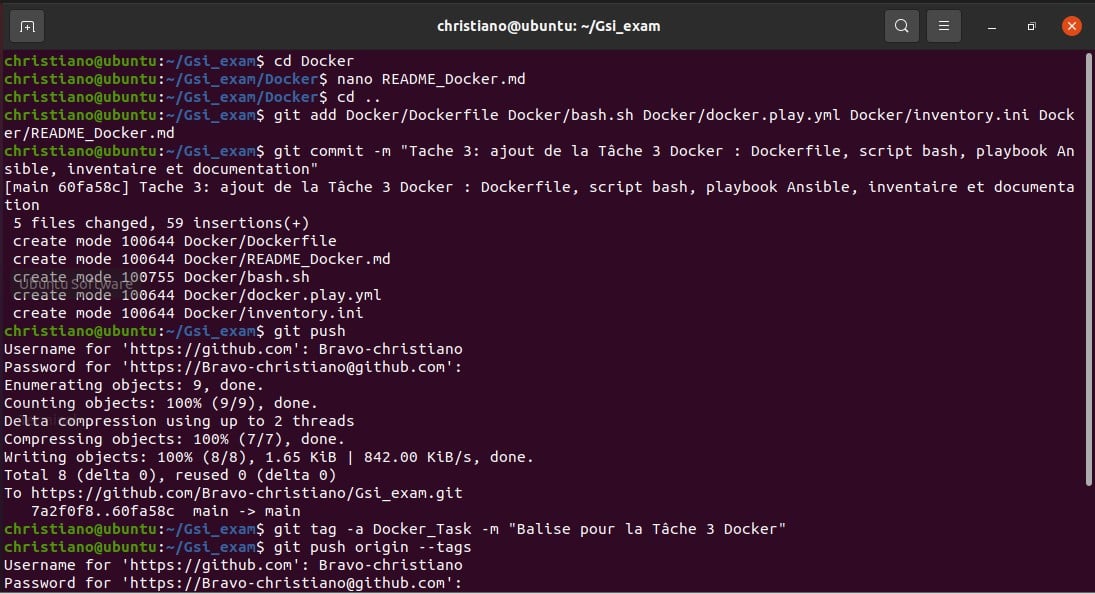 christiano@ubuntu: ~/Gsi_exam
christiano@ubuntu:~/Gsi_exam$ cd Docker
christiano@ubuntu:~/Gsi_exam/Docker$ nano README_Docker.md
christiano@ubuntu:~/Gsi_exam/Docker$ cd ..
christiano@ubuntu:~/Gsi_exam$ git add Docker/Dockerfile Docker/bash.sh Docker/docker.play.yml Docker/inventory.ini Dock
er/README_Docker.md
christiano@ubuntu:~/Gsi_exam$ git commit -m "Tache 3: ajout de la Tâche 3 Docker : Dockerfile, script bash, playbook An
sible, inventaire et documentation"
[main 60fa58c] Tache 3: ajout de la Tâche 3 Docker : Dockerfile, script bash, playbook Ansible, inventaire et documenta
tion
 5 files changed, 59 insertions(+)
 create mode 100644 Docker/Dockerfile
 create mode 100644 Docker/README_Docker.md
 create mode 100755 Docker/bash.sh
Ubuntu Software
 create mode 100644 Docker/docker.play.yml
 create mode 100644 Docker/inventory.ini
christiano@ubuntu:~/Gsi_exam$ git push
Username for 'https://github.com': Bravo-christiano
Password for 'https://Bravo-christiano@github.com':
Enumerating objects: 9, done.
Counting objects: 100% (9/9), done.
Delta compression using up to 2 threads
Compressing objects: 100% (7/7), done.
Writing objects: 100% (8/8), 1.65 KiB | 842.00 KiB/s, done.
Total 8 (delta 0), reused 0 (delta 0)
To https://github.com/Bravo-christiano/Gsi_exam.git
   7a2f0f8..60fa58c  main -> main
christiano@ubuntu:~/Gsi_exam$ git tag -a Docker_Task -m "Balise pour la Tâche 3 Docker"
christiano@ubuntu:~/Gsi_exam$ git push origin --tags
Username for 'https://github.com': Bravo-christiano
Password for 'https://Bravo-christiano@github.com':